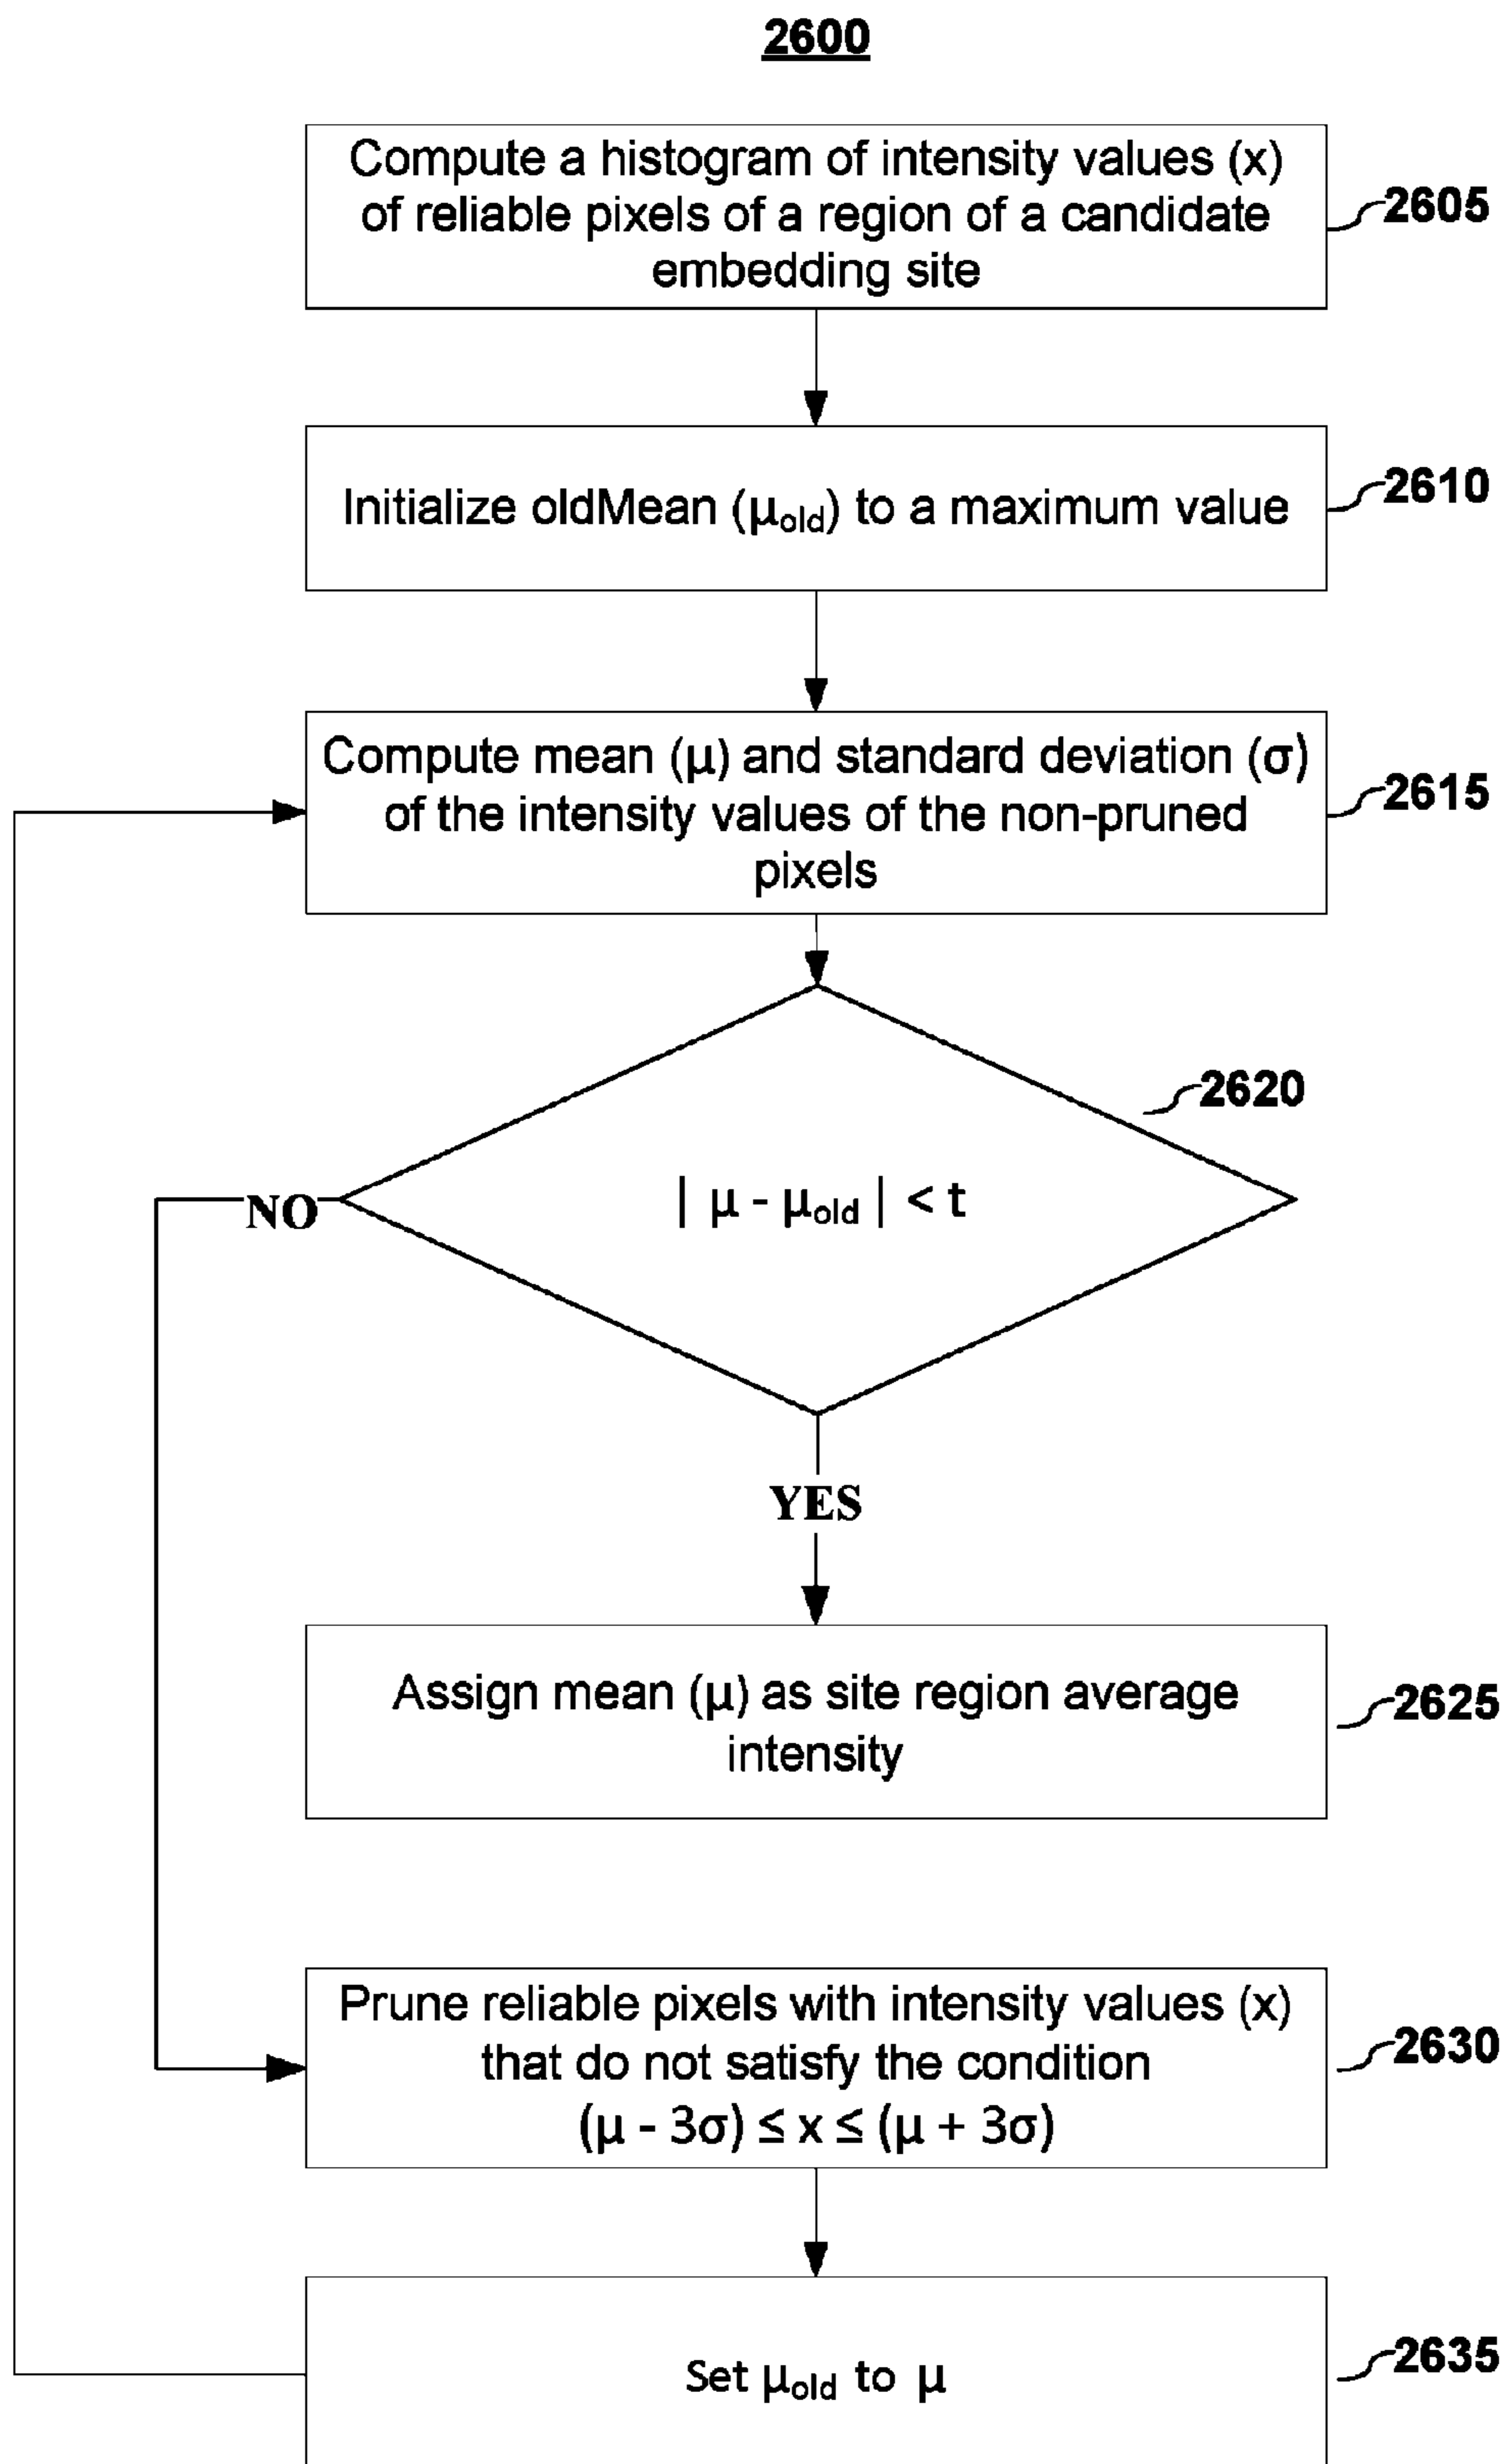 2600
Compute a histogram of intensity values (x)
of reliable pixels of a region of a candidate
embedding site
2605
Initialize oldMean (μold) to a maximum value
2610
Compute mean (μ) and standard deviation (σ)
of the intensity values of the non-pruned
pixels
2615
2620
| μ - μold | < t
NO
YES
Assign mean (μ) as site region average
intensity
2625
Prune reliable pixels with intensity values (x)
that do not satisfy the condition
(μ - 3σ) ≤ x ≤ (μ + 3σ)
2630
Set μold to μ
2635